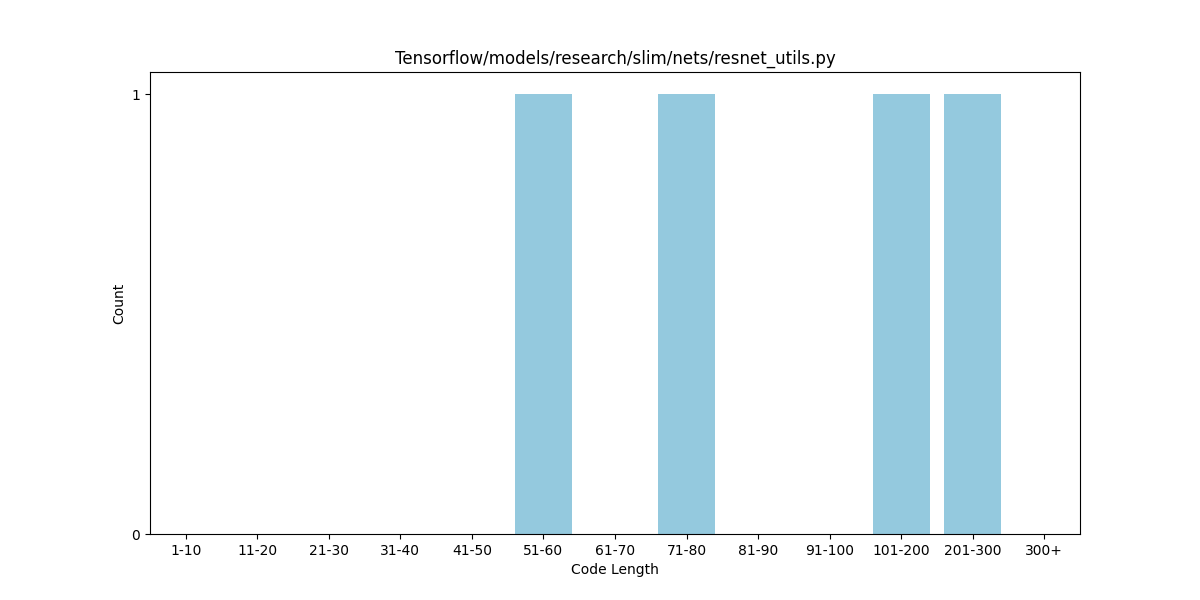 Tensorflow/models/research/slim/nets/resnet_utils.py
1
Count
0
1-10 11-20 21-30 31-40 41-50 51-60 61-70 71-80 81-90 91-100 101-200 201-300 300+
Code Length